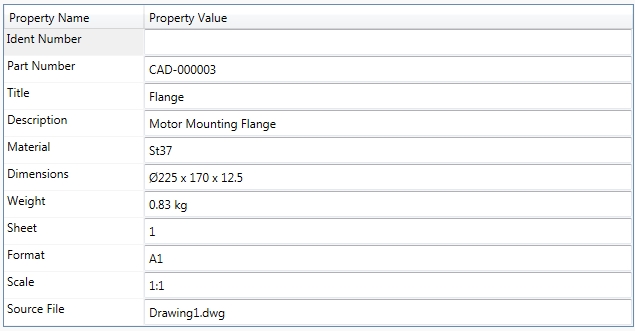 Property Name Property Value
Ident Number
Part Number CAD-000003
Title Flange
Description Motor Mounting Flange
Material St37
Dimensions Ø225 x 170 x 12.5
Weight 0.83 kg
Sheet 1
Format A1
Scale 1:1
Source File Drawing1.dwg